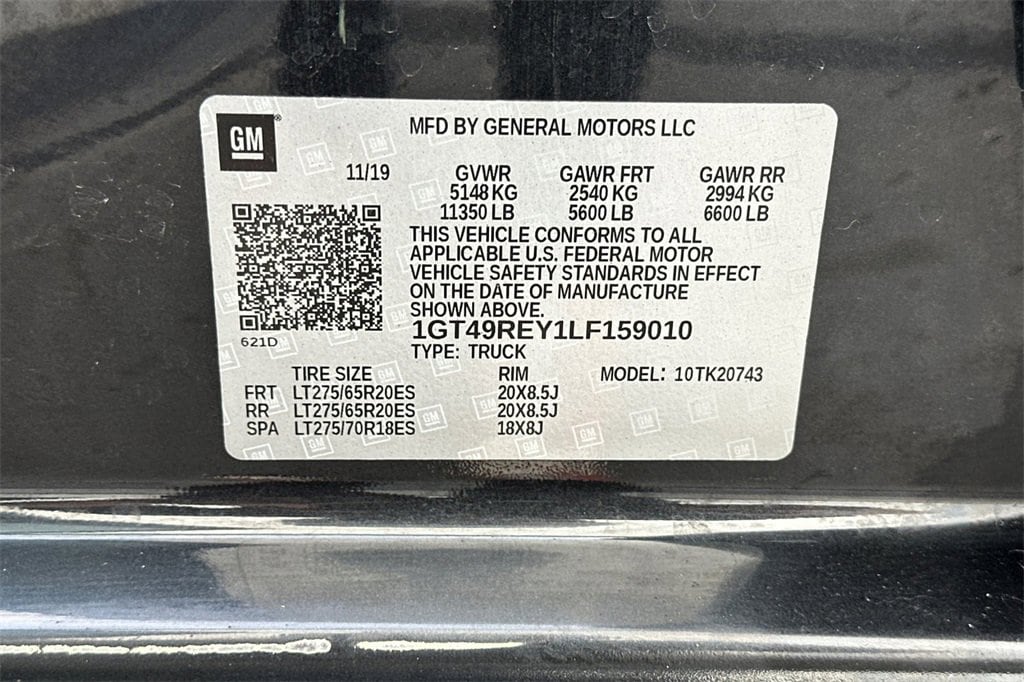 GM
MFD BY GENERAL MOTORS LLC
11/19 GVWR GAWR FRT GAWR RR
5148 KG 2540 KG 2994 KG
11350 LB 5600 LB 6600 LB
THIS VEHICLE CONFORMS TO ALL
APPLICABLE U.S. FEDERAL MOTOR
VEHICLE SAFETY STANDARDS IN EFFECT
ON THE DATE OF MANUFACTURE
SHOWN ABOVE.
621D
1GT49REY1LF159010
TYPE: TRUCK
TIRE SIZE RIM MODEL: 10TK20743
FRT LT275/65R20ES 20X8.5J
RR LT275/65R20ES 20X8.5J
SPA LT275/70R18ES 18X8J